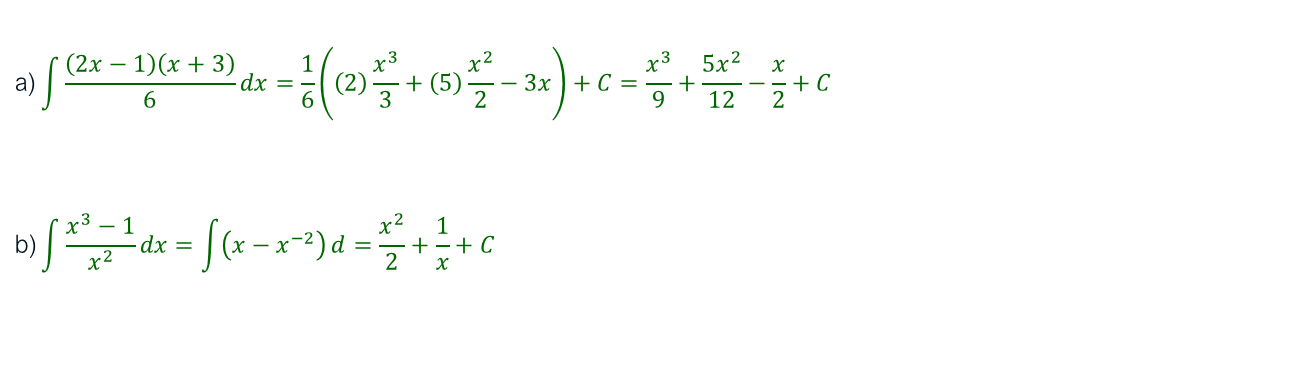 a) ∫ (2x − 1)(x + 3)/6 dx = 1/6 ((2) x³/3 + (5) x²/2 − 3x) + C = x³/9 + 5x²/12 − x/2 + C
b) ∫ x³ − 1/x² dx = ∫(x − x⁻²) d = x²/2 + 1/x + C